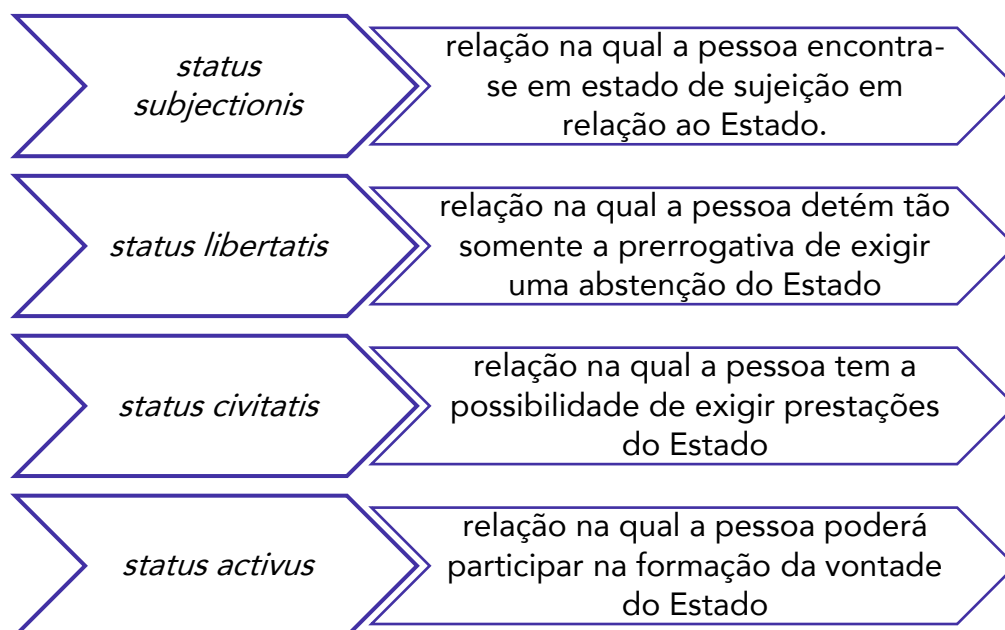 status
subjectionis
relação na qual a pessoa encontra-
se em estado de sujeição em
relação ao Estado.
status libertatis
relação na qual a pessoa detém tão
somente a prerrogativa de exigir
uma abstenção do Estado
status civitatis
relação na qual a pessoa tem a
possibilidade de exigir prestações
do Estado
status activus
relação na qual a pessoa poderá
participar na formação da vontade
do Estado